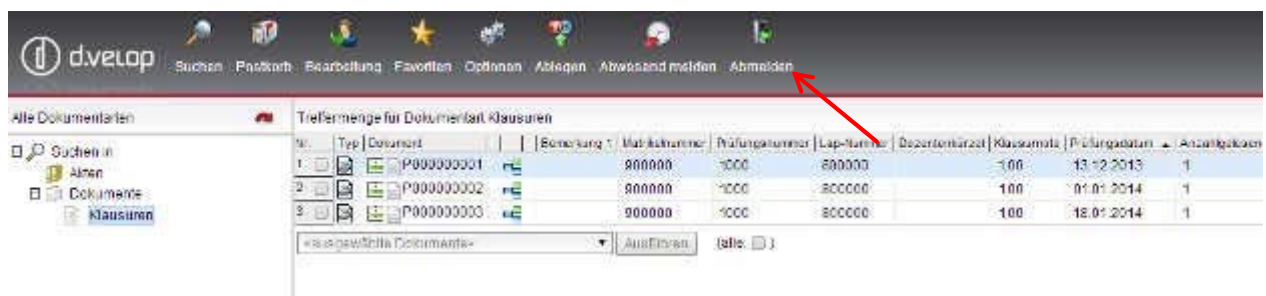 d.velop
Suchen Postkorb Bearbeitung Favoriten Optionen Ablegen Abwesend melden Abmelden
Alle Dokumentarten
Treffermenge für Dokumentart Klausuren
Suchen in
Akten
Dokumente
Klausuren
Nr. Typ Dokument Bemerkung Matrikelnummer Prüfungsnummer Lap-Nummer Dozentenkürzel Klausurnote Prüfungsdatum
1 P000000001 900000 1000 1.00 13.12.2013 1
2 P000000002 900000 1000 800000 1.00 01.01.2014 1
3 P000000003 900000 1000 800000 1.00 18.01.2014 1
<ausgewählte Dokumente> Ausführen (alle: )